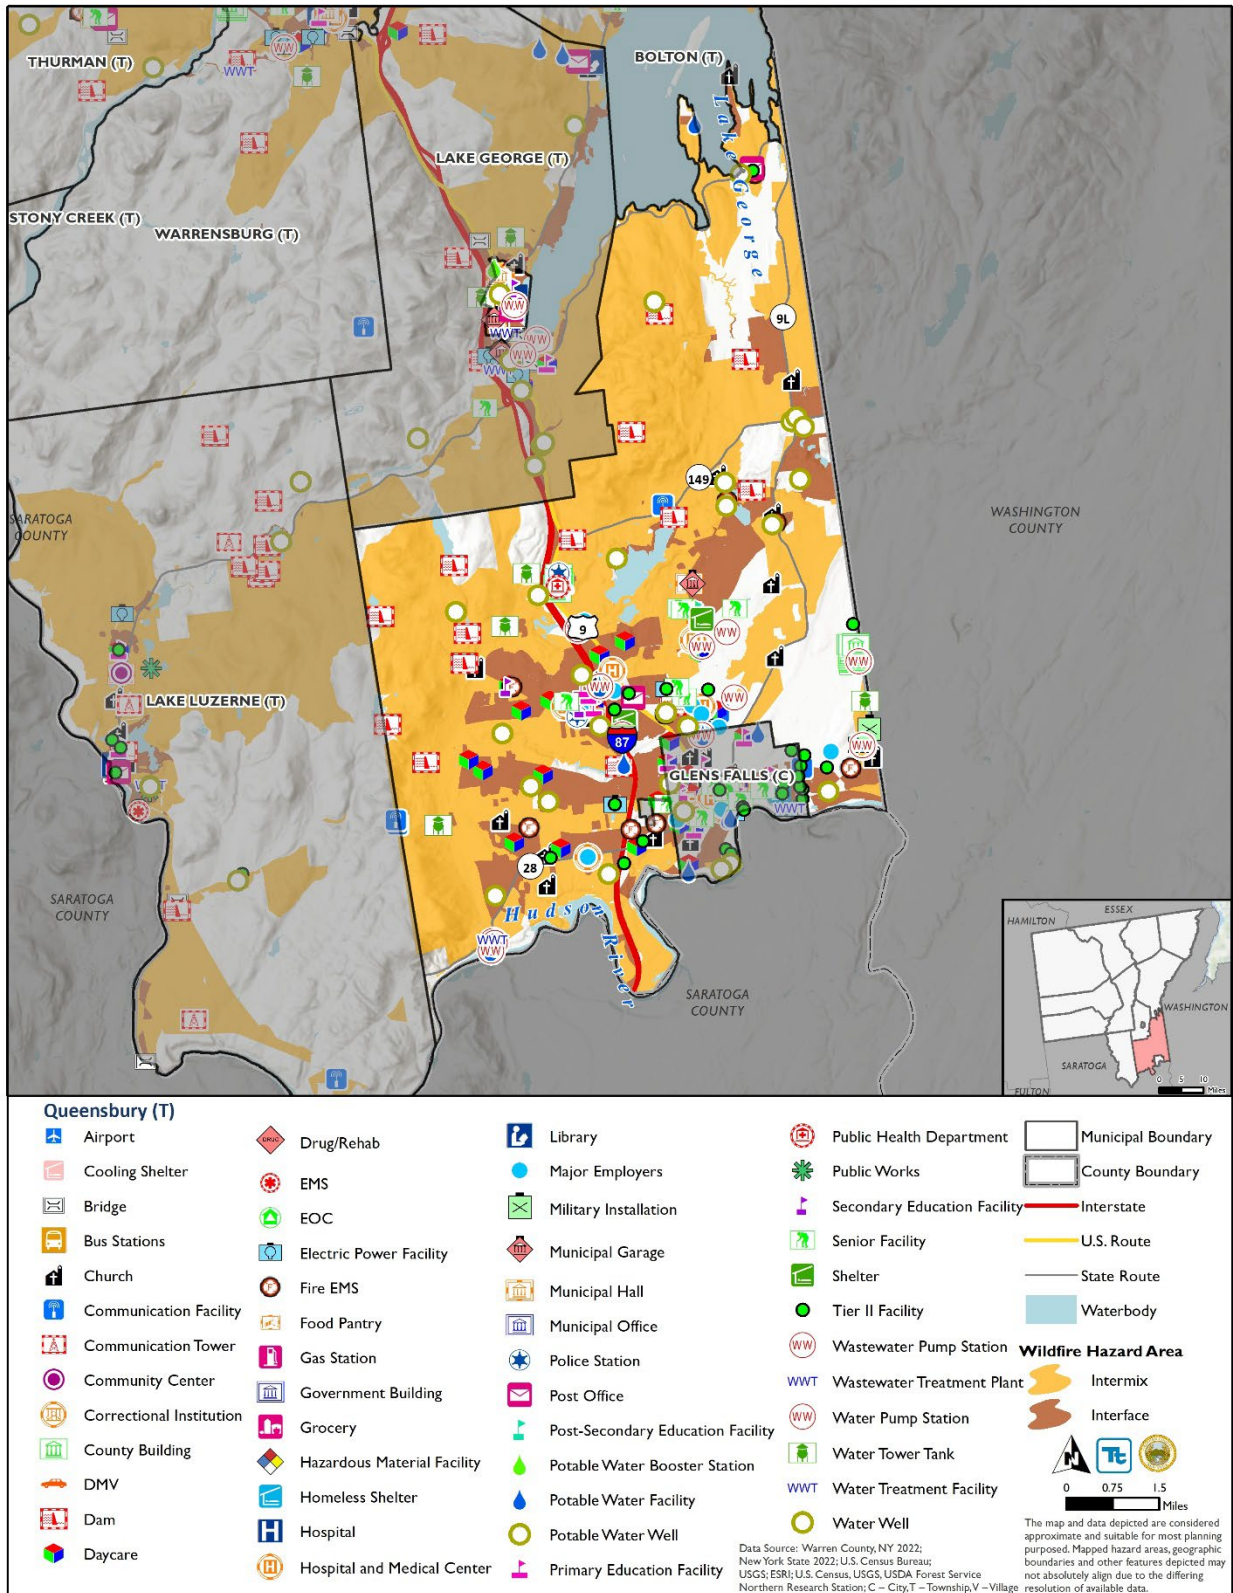 THURMAN (T)
BOLTON (T)
LAKE GEORGE (T)
STONY CREEK (T)
WARRENSBURG (T)
Lake George
9L
149
SARATOGA
COUNTY
WASHINGTON
COUNTY
9
LAKE LUZERNE (T)
87
GLENS FALLS (C)
28
SARATOGA
COUNTY
Hudson River
SARATOGA
COUNTY
HAMILTON
ESSEX
WASHINGTON
SARATOGA
FULTON
0 5 10
Miles
Queensbury (T)
Airport
Cooling Shelter
Bridge
Bus Stations
Church
Communication Facility
Communication Tower
Community Center
Correctional Institution
County Building
DMV
Dam
Daycare
DRUG
Drug/Rehab
EMS
EOC
Electric Power Facility
F
Fire EMS
Food Pantry
Gas Station
Government Building
Grocery
Hazardous Material Facility
Homeless Shelter
H
Hospital
H
Hospital and Medical Center
Library
Major Employers
Military Installation
Municipal Garage
Municipal Hall
Municipal Office
Police Station
Post Office
Post-Secondary Education Facility
Potable Water Booster Station
Potable Water Facility
Potable Water Well
Primary Education Facility
Public Health Department
Public Works
Secondary Education Facility
Senior Facility
Shelter
Tier II Facility
WW
Wastewater Pump Station
WWT
Wastewater Treatment Plant
WW
Water Pump Station
Water Tower Tank
WWT
Water Treatment Facility
Water Well
Data Source: Warren County, NY 2022;
New York State 2022; U.S. Census Bureau;
USGS; ESRI; U.S. Census, USGS, USDA Forest Service
Northern Research Station; C – City, T – Township, V – Village
Municipal Boundary
County Boundary
Interstate
U.S. Route
State Route
Waterbody
Wildfire Hazard Area
Intermix
Interface
N
Tt
0 0.75 1.5
Miles
The map and data depicted are considered
approximate and suitable for most planning
purposed. Mapped hazard areas, geographic
boundaries and other features depicted may
not absolutely align due to the differing
resolution of available data.